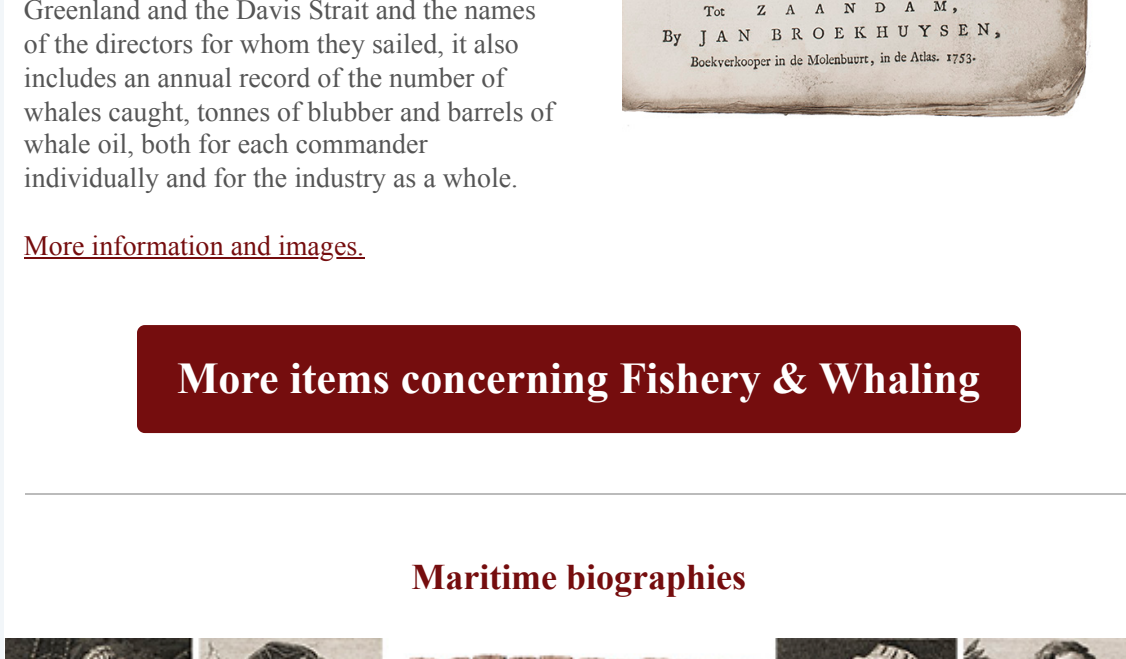 Greenland and the Davis Strait and the names
of the directors for whom they sailed, it also
includes an annual record of the number of
whales caught, tonnes of blubber and barrels of
whale oil, both for each commander
individually and for the industry as a whole.
More information and images.
Tot ZAANDAM,
By JAN BROEKHUYSEN,
Boekverkooper in de Molenbuurt, in de Atlas. 1753.
More items concerning Fishery & Whaling
Maritime biographies